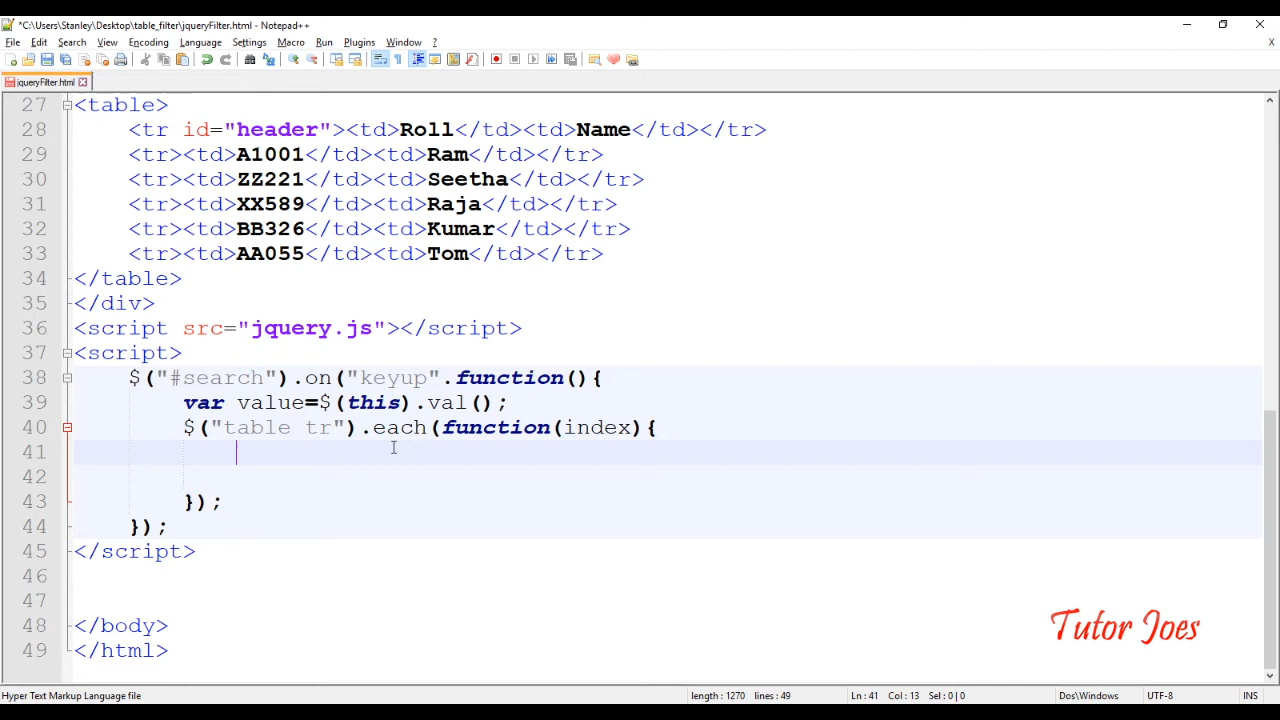 *C:\Users\Stanley\Desktop\table_filter\jqueryFilter.html - Notepad++
File Edit Search View Encoding Language Settings Macro Run Plugins Window ? X
jqueryFilter.html
27 <table>
28 <tr id="header"><td>Roll</td><td>Name</td></tr>
29 <tr><td>A1001</td><td>Ram</td></tr>
30 <tr><td>ZZ221</td><td>Seetha</td></tr>
31 <tr><td>XX589</td><td>Raja</td></tr>
32 <tr><td>BB326</td><td>Kumar</td></tr>
33 <tr><td>AA055</td><td>Tom</td></tr>
34 </table>
35 </div>
36 <script src="jquery.js"></script>
37 <script>
38 $("#search").on("keyup".function(){
39 var value=$(this).val();
40 $("table tr").each(function(index){
41
42
43 });
44 });
45 </script>
46
47
48 </body>
49 </html>
Tutor Joes
Hyper Text Markup Language file length : 1270 lines : 49 Ln : 41 Col : 13 Sel : 0 | 0 Dos\Windows UTF-8 INS